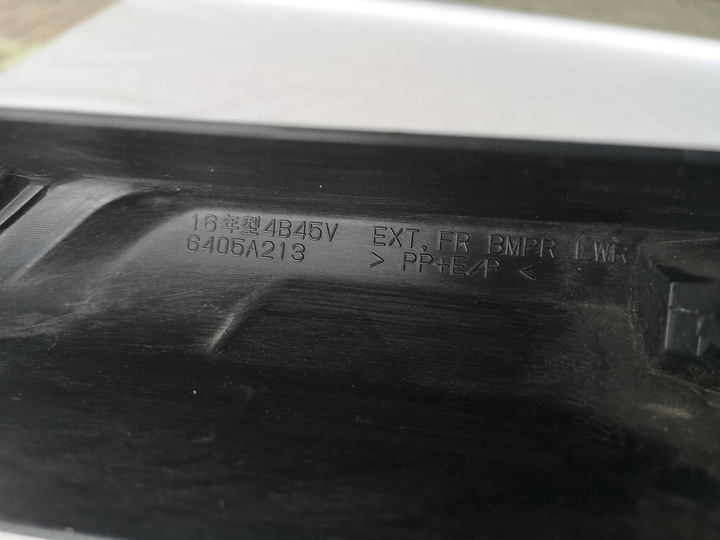 16年型4B45V EXT,FR BMPR LWR
6405A213 > PP+E/P <